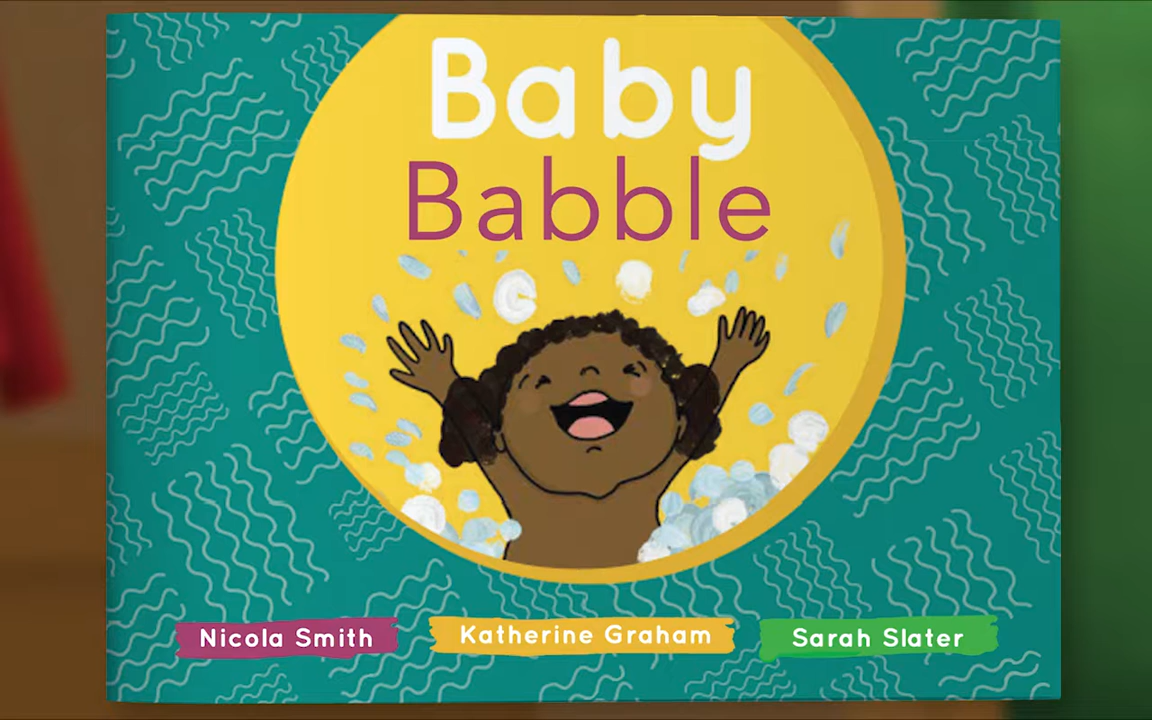 Baby
Babble
Nicola Smith
Katherine Graham
Sarah Slater